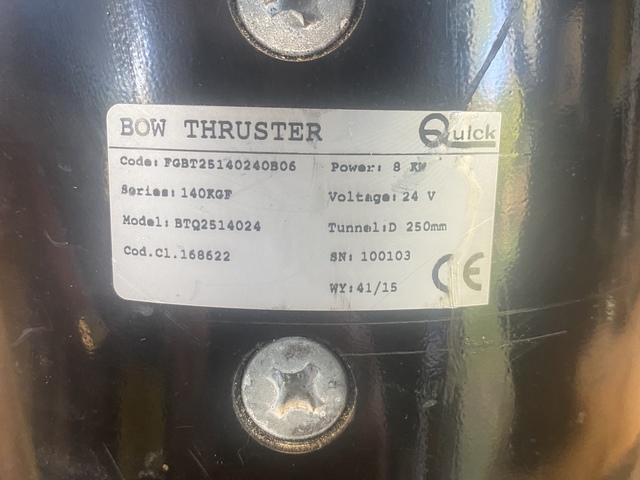 BOW THRUSTER Quick
Code: FGBT25140240B06 Power: 8 KW
Series: 140KGF Voltage: 24 V
Model: BTQ2514024 Tunnel:D 250mm
Cod.Cl.168622 SN: 100103
WY:41/15 CE